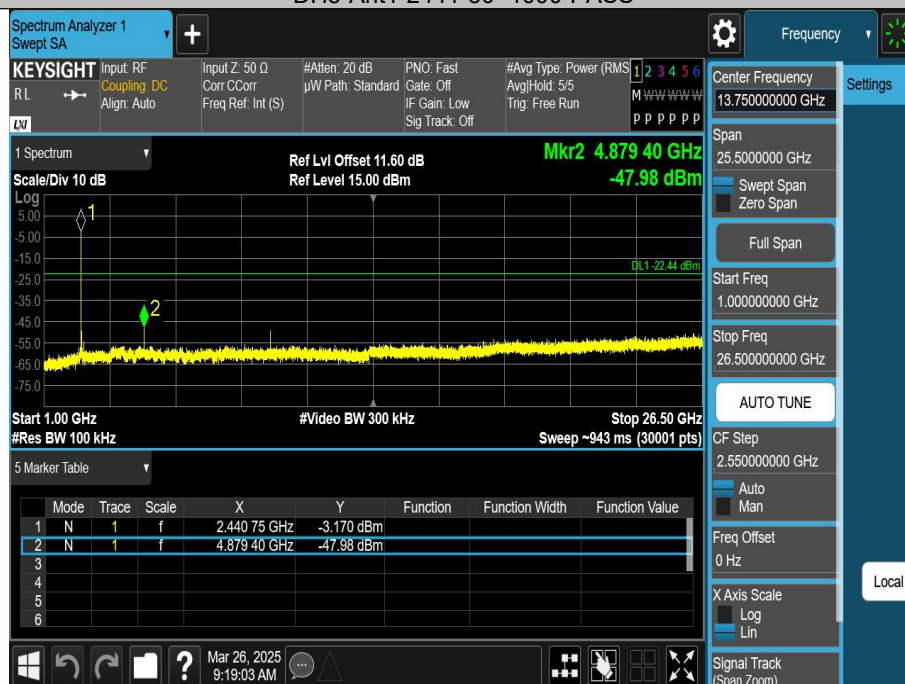 Spectrum Analyzer 1
Swept SA
+
Frequency
KEYSIGHT
RL
LXI
Input: RF
Coupling: DC
Align: Auto
Input Z: 50 Ω
Corr CCorr
Freq Ref: Int (S)
#Atten: 20 dB
µW Path: Standard
PNO: Fast
Gate: Off
IF Gain: Low
Sig Track: Off
#Avg Type: Power (RMS
Avg|Hold: 5/5
Trig: Free Run
1 2 3 4 5 6
M W W W W W
P P P P P P
1 Spectrum
Scale/Div 10 dB
Ref Lvl Offset 11.60 dB
Ref Level 15.00 dBm
Mkr2 4.879 40 GHz
-47.98 dBm
Log
5.00
-5.00
-15.0
-25.0
-35.0
-45.0
-55.0
-65.0
-75.0
1
2
DL1 -22.44 dBm
Start 1.00 GHz
#Res BW 100 kHz
#Video BW 300 kHz
Stop 26.50 GHz
Sweep ~943 ms (30001 pts)
5 Marker Table
Mode Trace Scale X Y Function Function Width Function Value
1 N 1 f 2.440 75 GHz -3.170 dBm
2 N 1 f 4.879 40 GHz -47.98 dBm
3
4
5
6
Mar 26, 2025
9:19:03 AM
Center Frequency
13.750000000 GHz
Settings
Span
25.5000000 GHz
Swept Span
Zero Span
Full Span
Start Freq
1.000000000 GHz
Stop Freq
26.500000000 GHz
AUTO TUNE
CF Step
2.550000000 GHz
Auto
Man
Freq Offset
0 Hz
X Axis Scale
Log
Lin
Local
Signal Track
(Span Zoom)